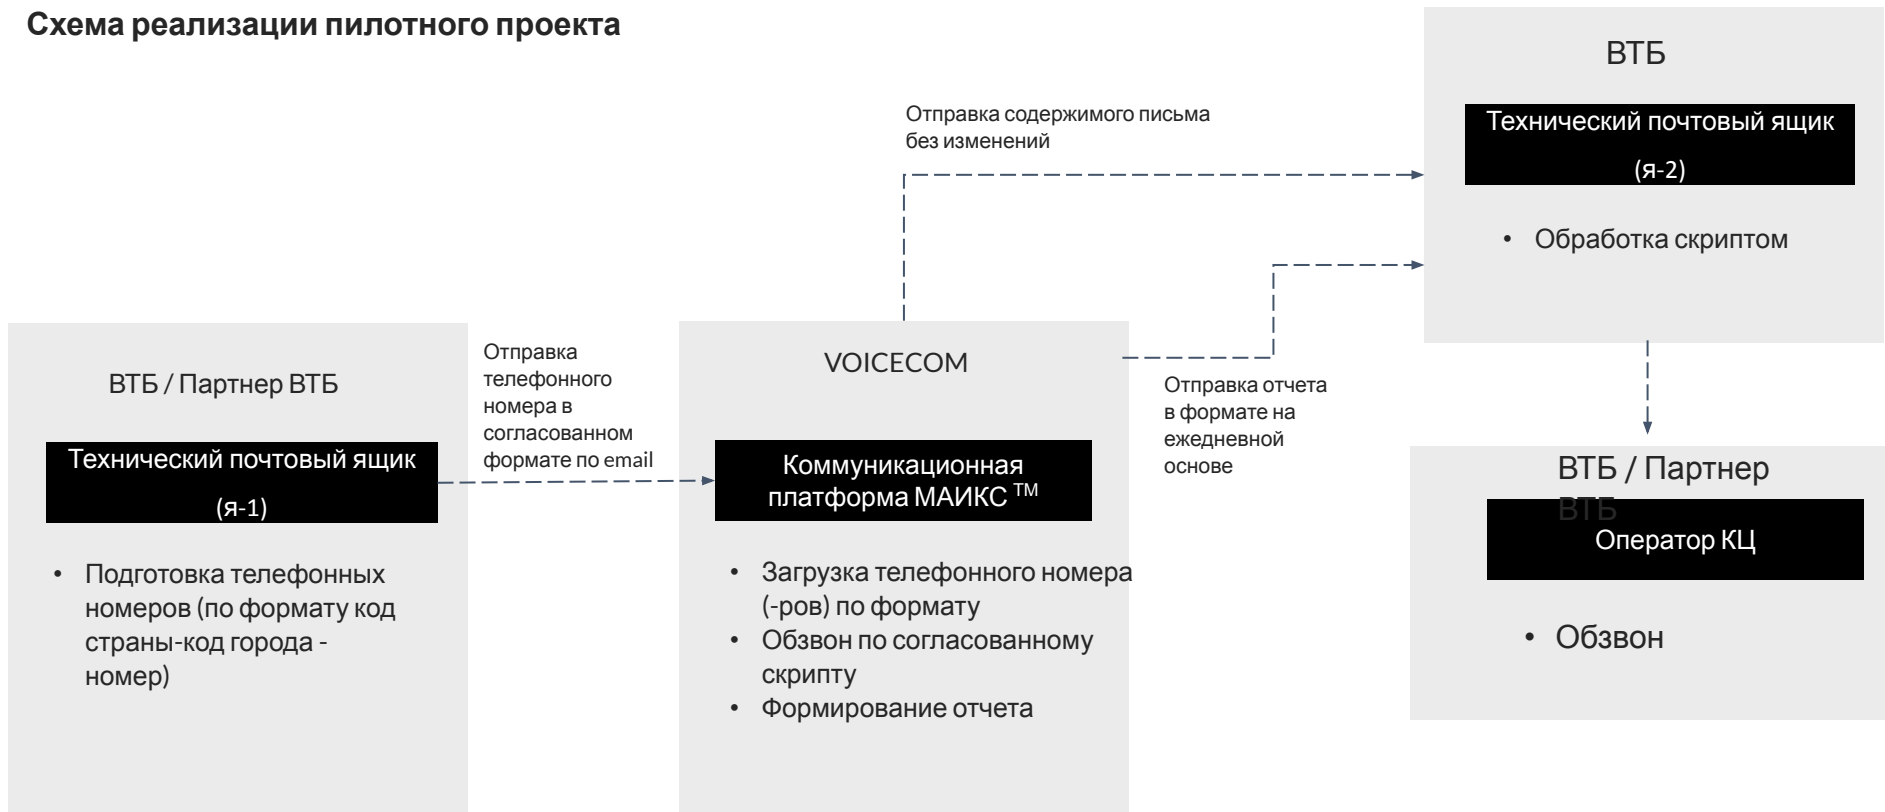 Схема реализации пилотного проекта
ВТБ
Технический почтовый ящик
(я-2)
• Обработка скриптом
Отправка содержимого письма
без изменений
ВТБ / Партнер ВТБ
Технический почтовый ящик
(я-1)
• Подготовка телефонных
номеров (по формату код
страны-код города -
номер)
Отправка
телефонного
номера в
согласованном
формате по email
VOICECOM
Коммуникационная
платформа МАИКС TM
• Загрузка телефонного номера
(-ров) по формату
• Обзвон по согласованному
скрипту
• Формирование отчета
Отправка отчета
в формате на
ежедневной
основе
ВТБ / Партнер
ВТБ
Оператор КЦ
• Обзвон